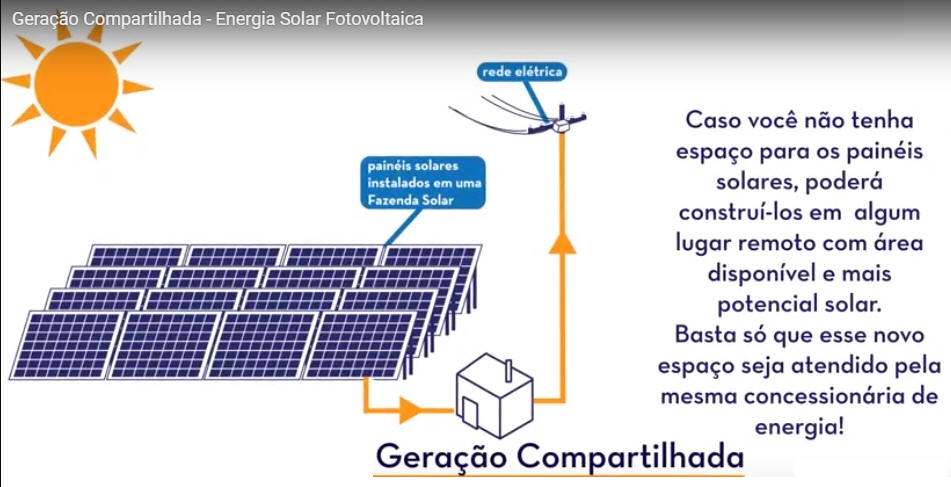 Geração Compartilhada - Energia Solar Fotovoltaica
rede elétrica
painéis solares
instalados em uma
Fazenda Solar
Caso você não tenha
espaço para os painéis
solares, poderá
construí-los em algum
lugar remoto com área
disponível e mais
potencial solar.
Basta só que esse novo
espaço seja atendido pela
mesma concessionária de
energia!
Geração Compartilhada